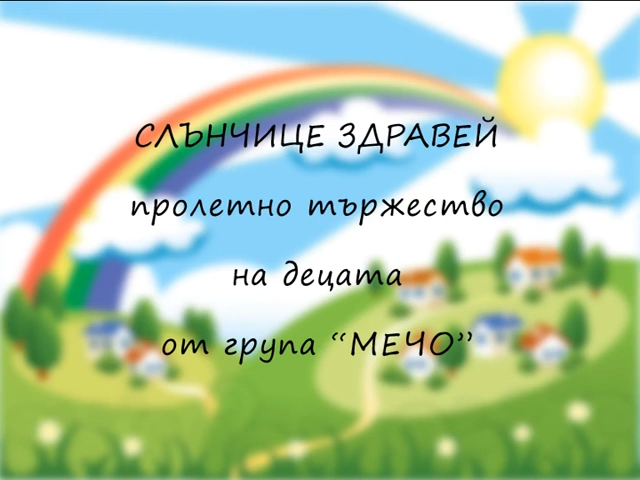 СЛЪНЧИЦЕ ЗДРАВЕЙ
пролетно тържество
на децата
от група “МЕЧО”